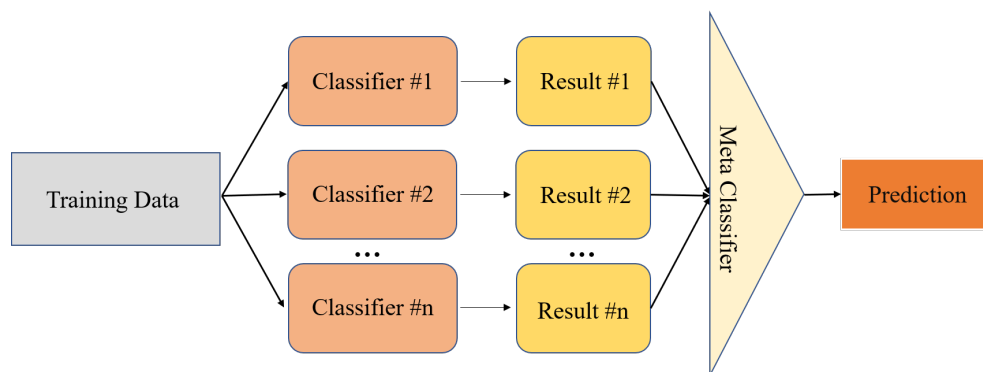 Training Data
Classifier #1
Result #1
Classifier #2
Result #2
...
...
Classifier #n
Result #n
Meta Classifier
Prediction